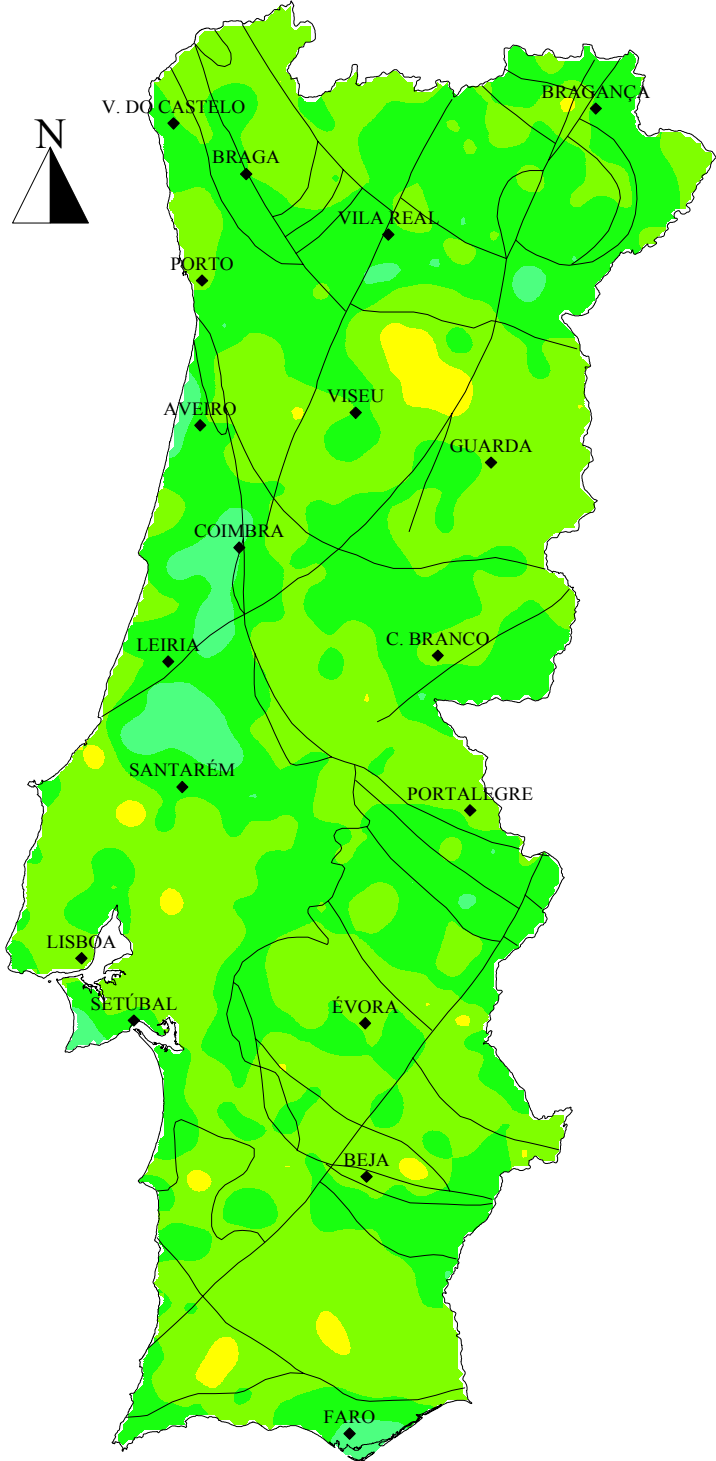 BRAGANÇA
V. DO CASTELO
N
BRAGA
VILA REAL
PORTO
VISEU
AVEIRO
GUARDA
COIMBRA
C. BRANCO
LEIRIA
SANTARÉM
PORTALEGRE
LISBOA
SETÚBAL
ÉVORA
BEJA
FARO